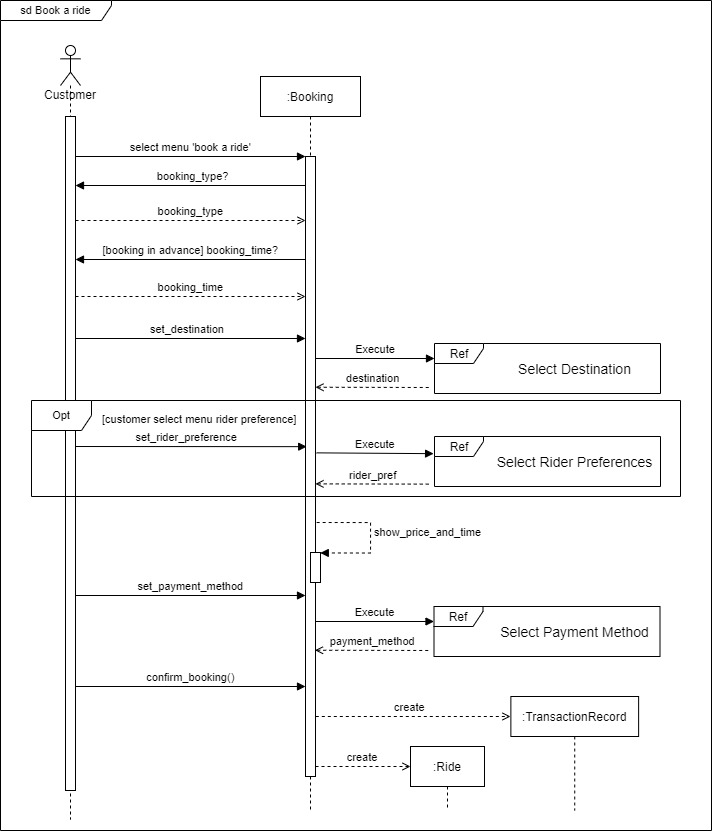 sd Book a ride
Customer
:Booking
select menu 'book a ride'
booking_type?
booking_type
[booking in advance] booking_time?
booking_time
set_destination
Execute
Ref
Select Destination
destination
Opt
[customer select menu rider preference]
set_rider_preference
Execute
Ref
Select Rider Preferences
rider_pref
show_price_and_time
set_payment_method
Execute
Ref
Select Payment Method
payment_method
confirm_booking()
create
:TransactionRecord
create
:Ride